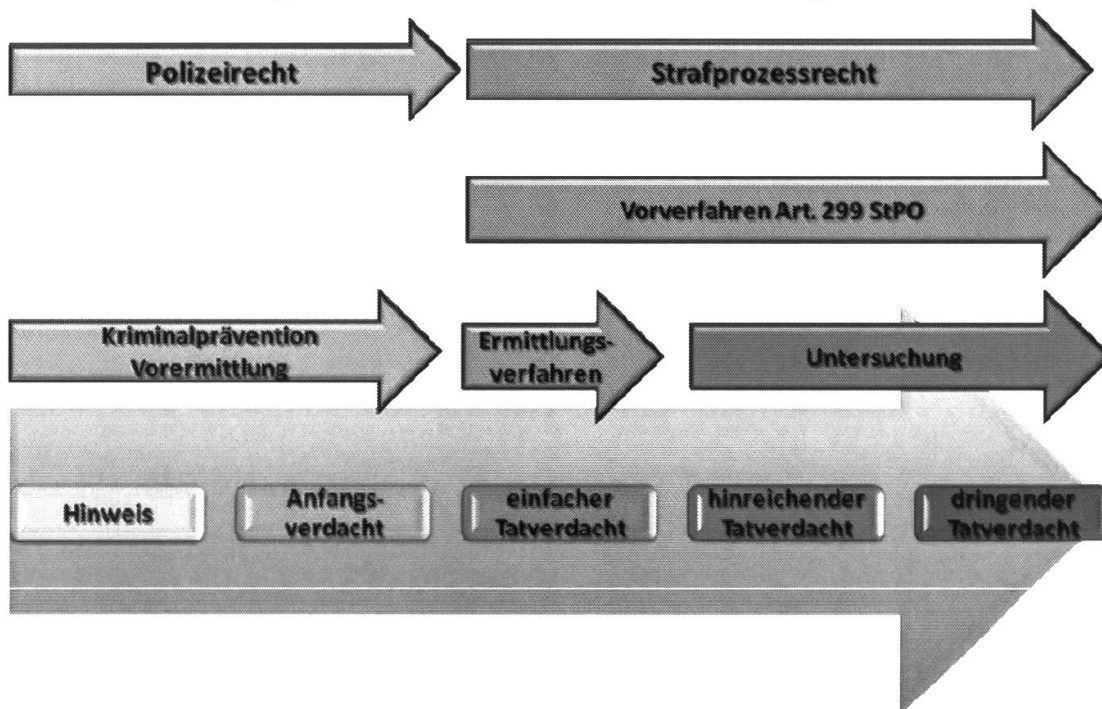 Polizeirecht
Strafprozessrecht
Vorverfahren Art. 299 StPO
Kriminalprävention
Vorermittlung
Ermittlungs-
verfahren
Untersuchung
Hinweis
Anfangs-
verdacht
einfacher
Tatverdacht
hinreichender
Tatverdacht
dringender
Tatverdacht